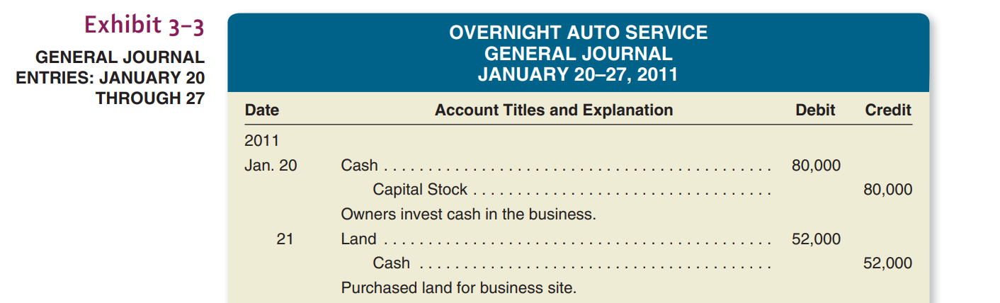 Exhibit 3–3
GENERAL JOURNAL
ENTRIES: JANUARY 20
THROUGH 27
OVERNIGHT AUTO SERVICE
GENERAL JOURNAL
JANUARY 20–27, 2011
Date Account Titles and Explanation Debit Credit
2011
Jan. 20 Cash . . . . . . . . . . . . . . . . . . . . . . . . . . . . . . . . . . . . . . . . . . . . 80,000
Capital Stock . . . . . . . . . . . . . . . . . . . . . . . . . . . . . . . . . . 80,000
Owners invest cash in the business.
21 Land . . . . . . . . . . . . . . . . . . . . . . . . . . . . . . . . . . . . . . . . . . . . 52,000
Cash . . . . . . . . . . . . . . . . . . . . . . . . . . . . . . . . . . . . . . . . 52,000
Purchased land for business site.